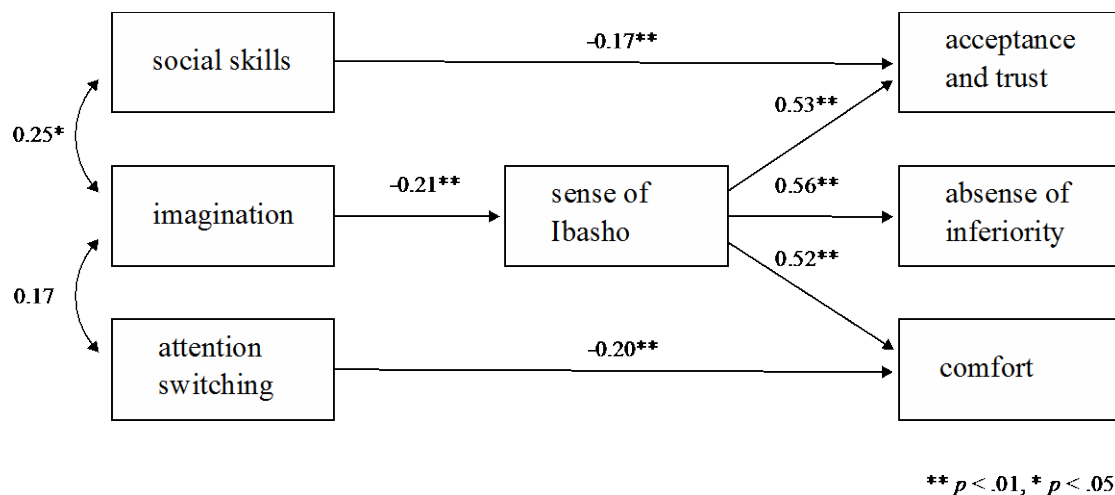 social skills
-0.17**
acceptance
and trust
0.25*
0.53**
imagination
-0.21**
sense of
Ibasho
0.56**
absense of
inferiority
0.17
0.52**
attention
switching
-0.20**
comfort
** p < .01, * p < .05